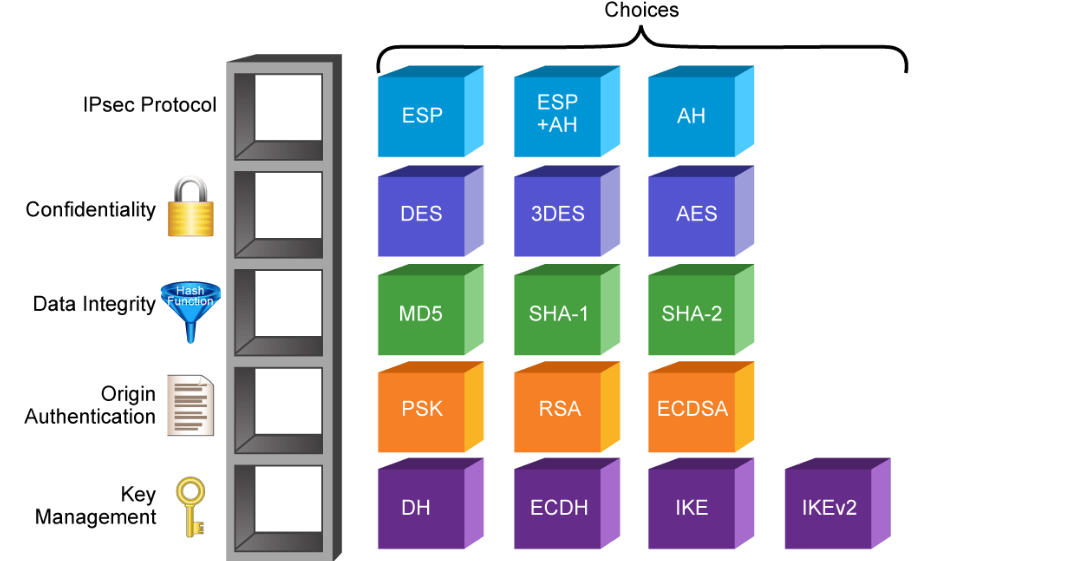 Choices
IPsec Protocol
ESP
ESP
+AH
AH
Confidentiality
DES
3DES
AES
Data Integrity
Hash
Function
MD5
SHA-1
SHA-2
Origin
Authentication
PSK
RSA
ECDSA
Key
Management
DH
ECDH
IKE
IKEv2